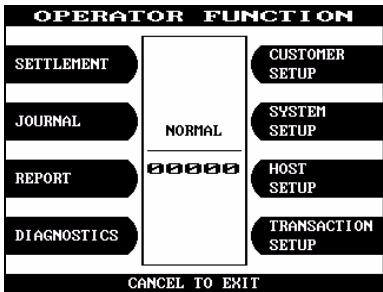 OPERATOR FUNCTION
SETTLEMENT
CUSTOMER
SETUP
JOURNAL
SYSTEM
SETUP
NORMAL
00000
REPORT
HOST
SETUP
DIAGNOSTICS
TRANSACTION
SETUP
CANCEL TO EXIT